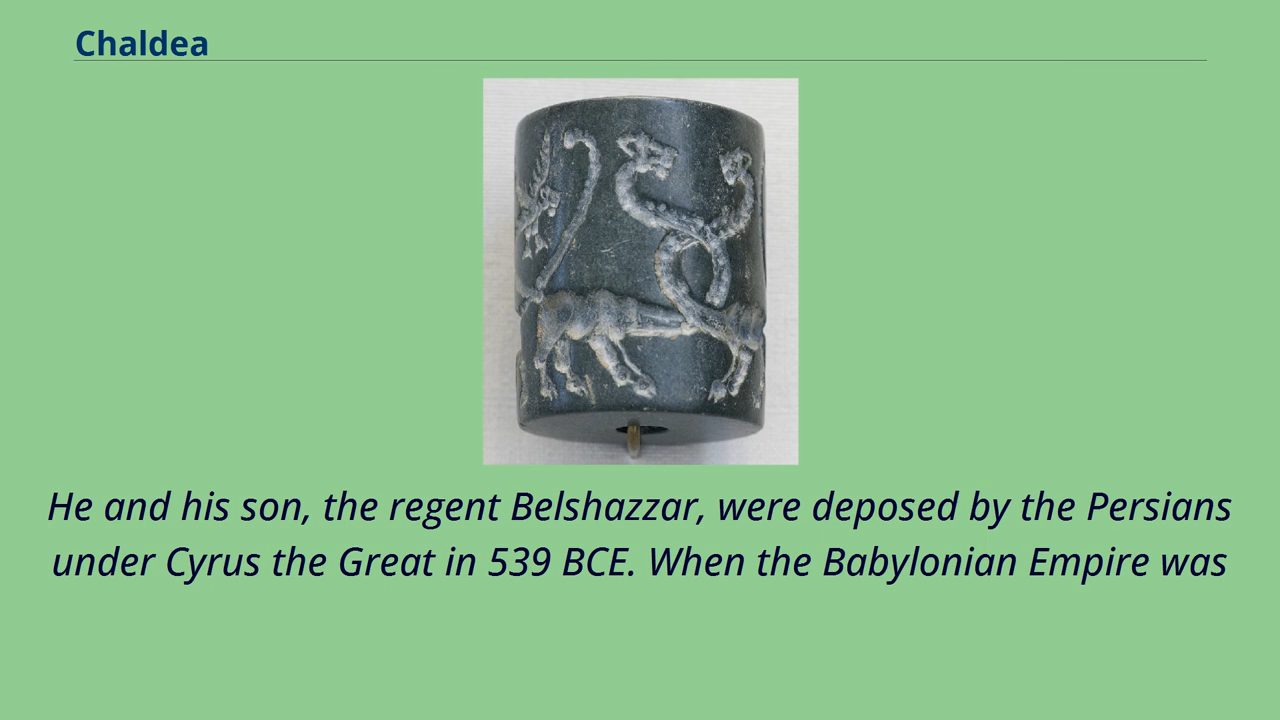 Chaldea
He and his son, the regent Belshazzar, were deposed by the Persians
under Cyrus the Great in 539 BCE. When the Babylonian Empire was